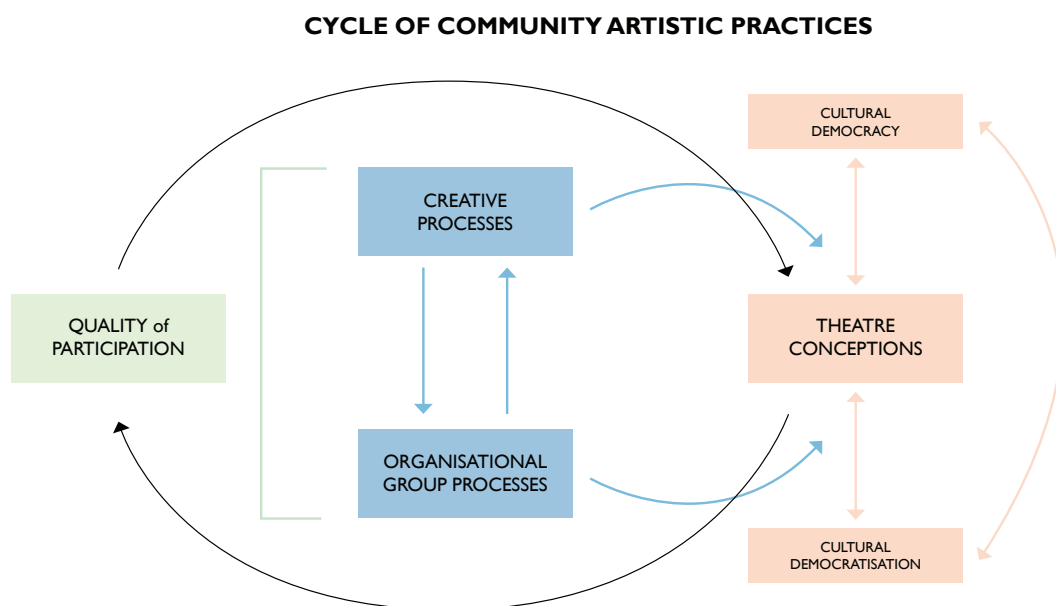 CYCLE OF COMMUNITY ARTISTIC PRACTICES
CULTURAL
DEMOCRACY
CREATIVE
PROCESSES
QUALITY of
PARTICIPATION
THEATRE
CONCEPTIONS
ORGANISATIONAL
GROUP PROCESSES
CULTURAL
DEMOCRATISATION